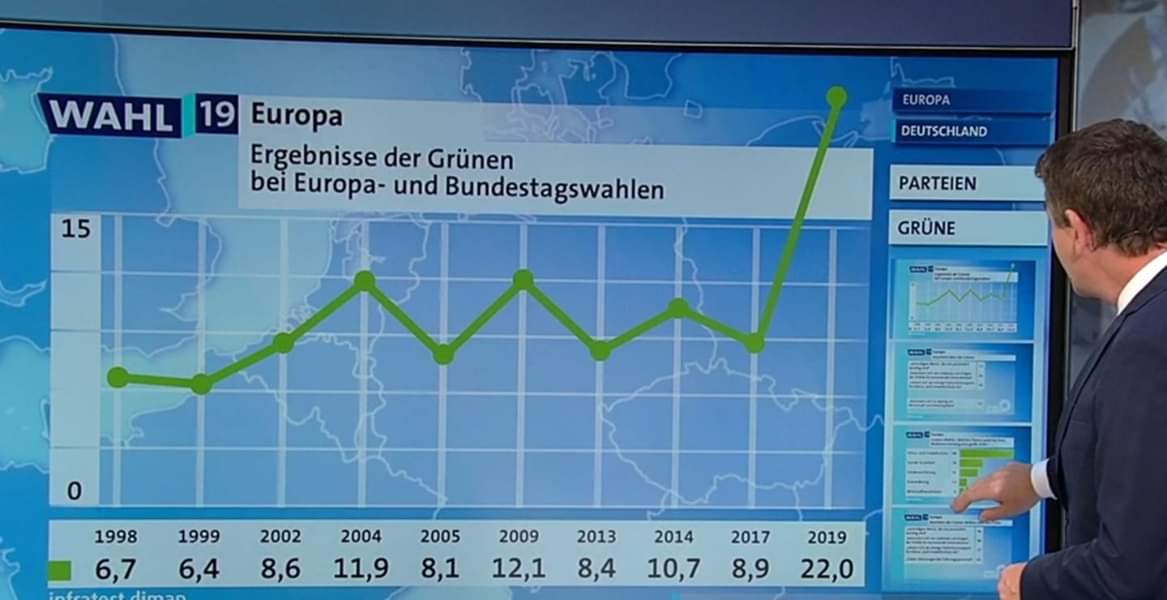 WAHL 19 Europa
Ergebnisse der Grünen
bei Europa- und Bundestagswahlen
EUROPA
DEUTSCHLAND
PARTEIEN
GRÜNE
15
0
1998 1999 2002 2004 2005 2009 2013 2014 2017 2019
6,7 6,4 8,6 11,9 8,1 12,1 8,4 10,7 8,9 22,0
infratest dimap